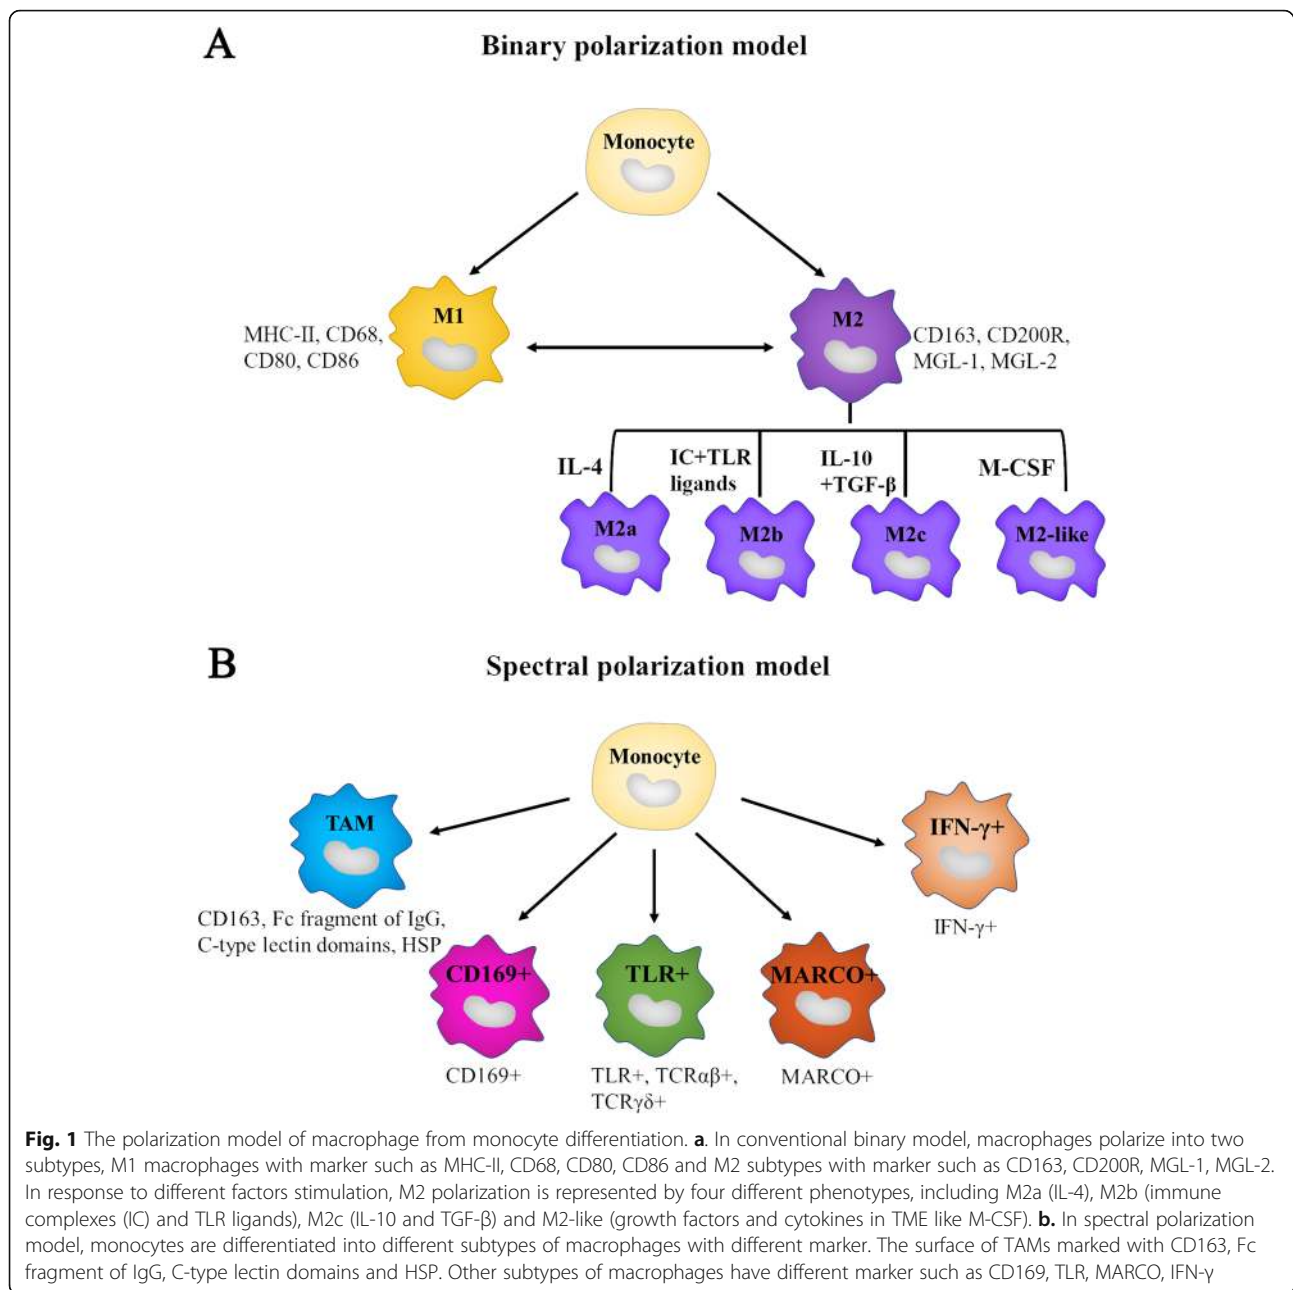 A
Binary polarization model
Monocyte
M1
MHC-II, CD68,
CD80, CD86
M2
CD163, CD200R,
MGL-1, MGL-2
IL-4
IC+TLR
ligands
IL-10
+TGF-β
M-CSF
M2a
M2b
M2c
M2-like
B
Spectral polarization model
Monocyte
TAM
CD163, Fc fragment of IgG,
C-type lectin domains, HSP
IFN-γ+
IFN-γ+
CD169+
TLR+
MARCO+
CD169+
TLR+, TCRαβ+,
TCRγδ+
MARCO+
Fig. 1 The polarization model of macrophage from monocyte differentiation. a. In conventional binary model, macrophages polarize into two
subtypes, M1 macrophages with marker such as MHC-II, CD68, CD80, CD86 and M2 subtypes with marker such as CD163, CD200R, MGL-1, MGL-2.
In response to different factors stimulation, M2 polarization is represented by four different phenotypes, including M2a (IL-4), M2b (immune
complexes (IC) and TLR ligands), M2c (IL-10 and TGF-β) and M2-like (growth factors and cytokines in TME like M-CSF). b. In spectral polarization
model, monocytes are differentiated into different subtypes of macrophages with different marker. The surface of TAMs marked with CD163, Fc
fragment of IgG, C-type lectin domains and HSP. Other subtypes of macrophages have different marker such as CD169, TLR, MARCO, IFN-γ